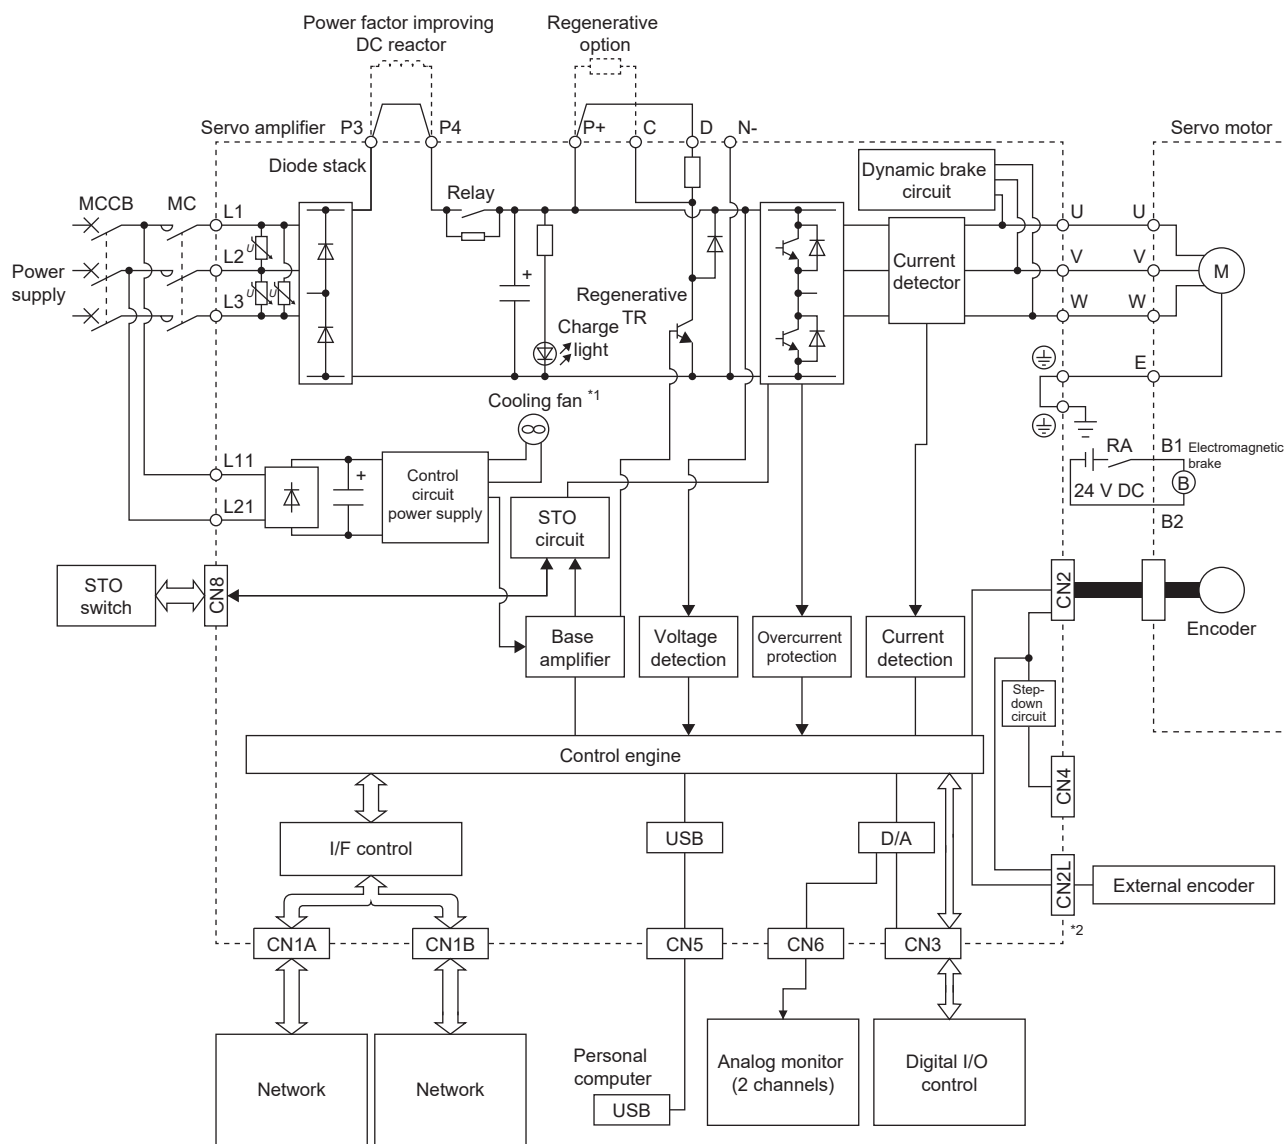 Power factor improving
DC reactor
Regenerative
option
Servo amplifier
P3
P4
P+
C
D
N-
Servo motor
Diode stack
Dynamic brake
circuit
MCCB
MC
Relay
L1
U
U
U
L2
V
V
M
Power
supply
Current
detector
U
U
L3
+
Regenerative
TR
W
W
Charge
light
E
Cooling fan *1
RA
B1
Electromagnetic
brake
L11
+
Control
circuit
power supply
24 V DC
B
L21
STO
circuit
B2
STO
switch
CN8
CN2
Encoder
Base
amplifier
Voltage
detection
Overcurrent
protection
Current
detection
Step-
down
circuit
Control engine
CN4
I/F control
USB
D/A
CN2L
External encoder
*2
CN1A
CN1B
CN5
CN6
CN3
Network
Network
Personal
computer
USB
Analog monitor
(2 channels)
Digital I/O
control